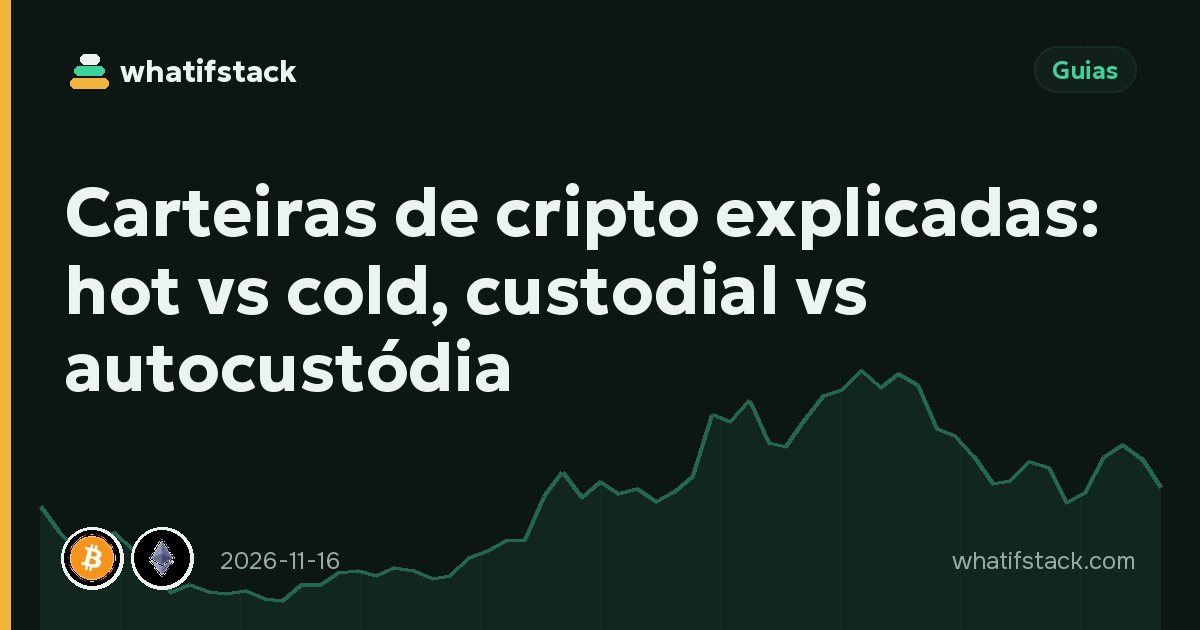 whatifstack
Guias
Carteiras de cripto explicadas:
hot vs cold, custodial vs
autocustódia
2026-11-16
whatifstack.com